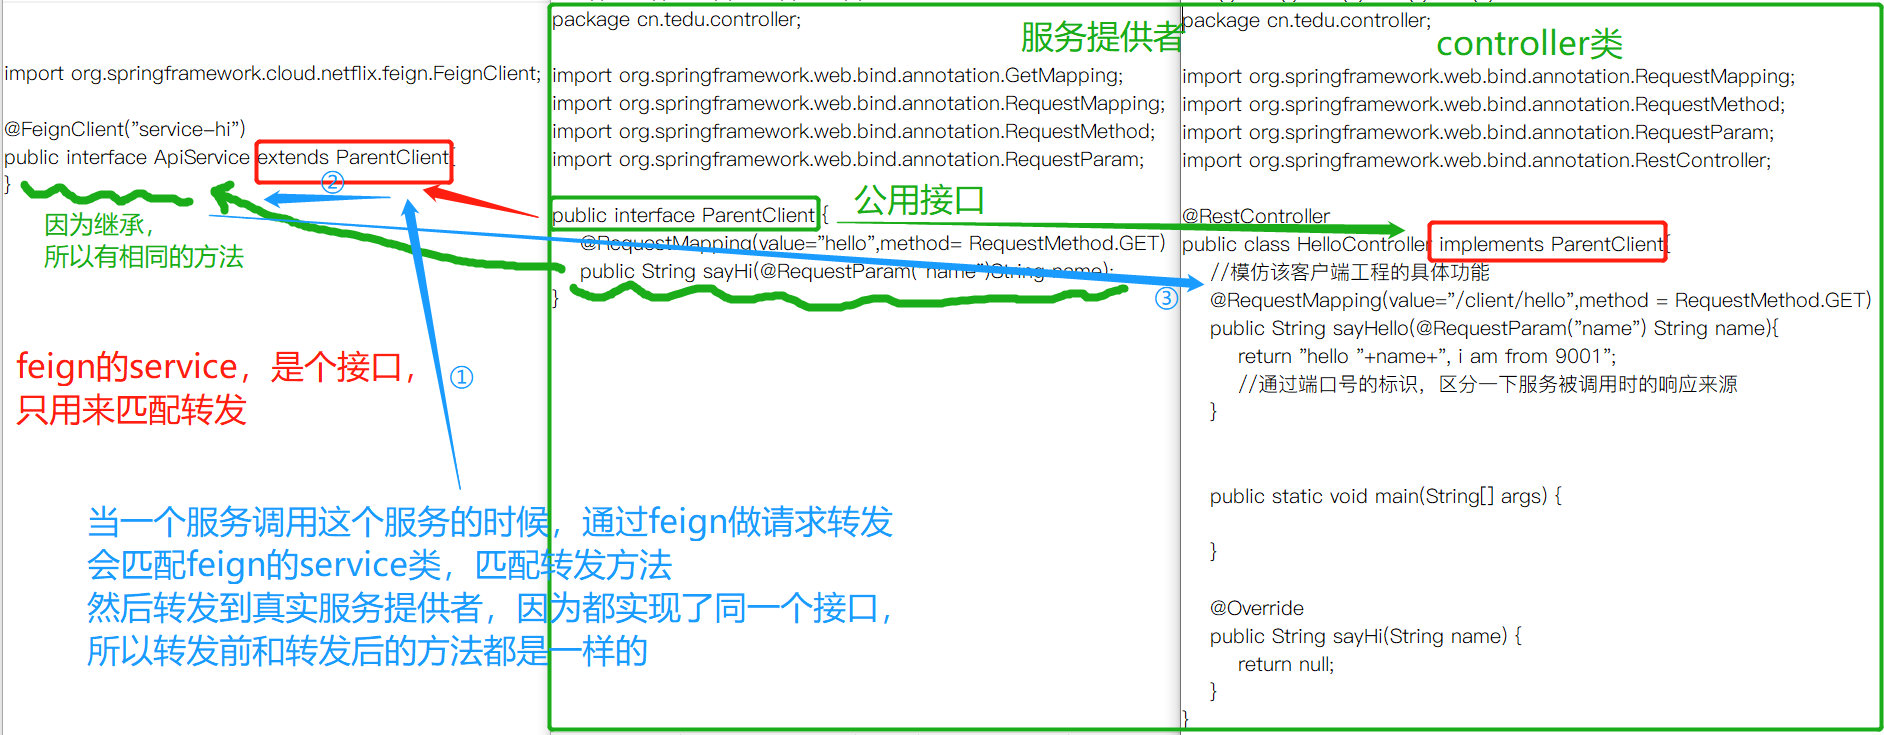 import org.springframework.cloud.netflix.feign.FeignClient;
@FeignClient("service-hi")
public interface ApiService extends ParentClient{
}
②
因为继承，
所以有相同的方法
feign的service，是个接口，
只用来匹配转发
①
当一个服务调用这个服务的时候，通过feign做请求转发
会匹配feign的service类，匹配转发方法
然后转发到真实服务提供者，因为都实现了同一个接口，
所以转发前和转发后的方法都是一样的
package cn.tedu.controller;
服务提供者
import org.springframework.web.bind.annotation.GetMapping;
import org.springframework.web.bind.annotation.RequestMapping;
import org.springframework.web.bind.annotation.RequestMethod;
import org.springframework.web.bind.annotation.RequestParam;
公用接口
public interface ParentClient {
@RequestMapping(value="hello",method= RequestMethod.GET)
public String sayHi(@RequestParam("name")String name);
}
③
package cn.tedu.controller;
controller类
import org.springframework.web.bind.annotation.RequestMapping;
import org.springframework.web.bind.annotation.RequestMethod;
import org.springframework.web.bind.annotation.RequestParam;
import org.springframework.web.bind.annotation.RestController;
@RestController
public class HelloController implements ParentClient{
//模仿该客户端工程的具体功能
@RequestMapping(value="/client/hello",method = RequestMethod.GET)
public String sayHello(@RequestParam("name") String name){
return "hello "+name+", i am from 9001";
//通过端口号的标识，区分一下服务被调用时的响应来源
}
public static void main(String[] args) {
}
@Override
public String sayHi(String name) {
return null;
}
}